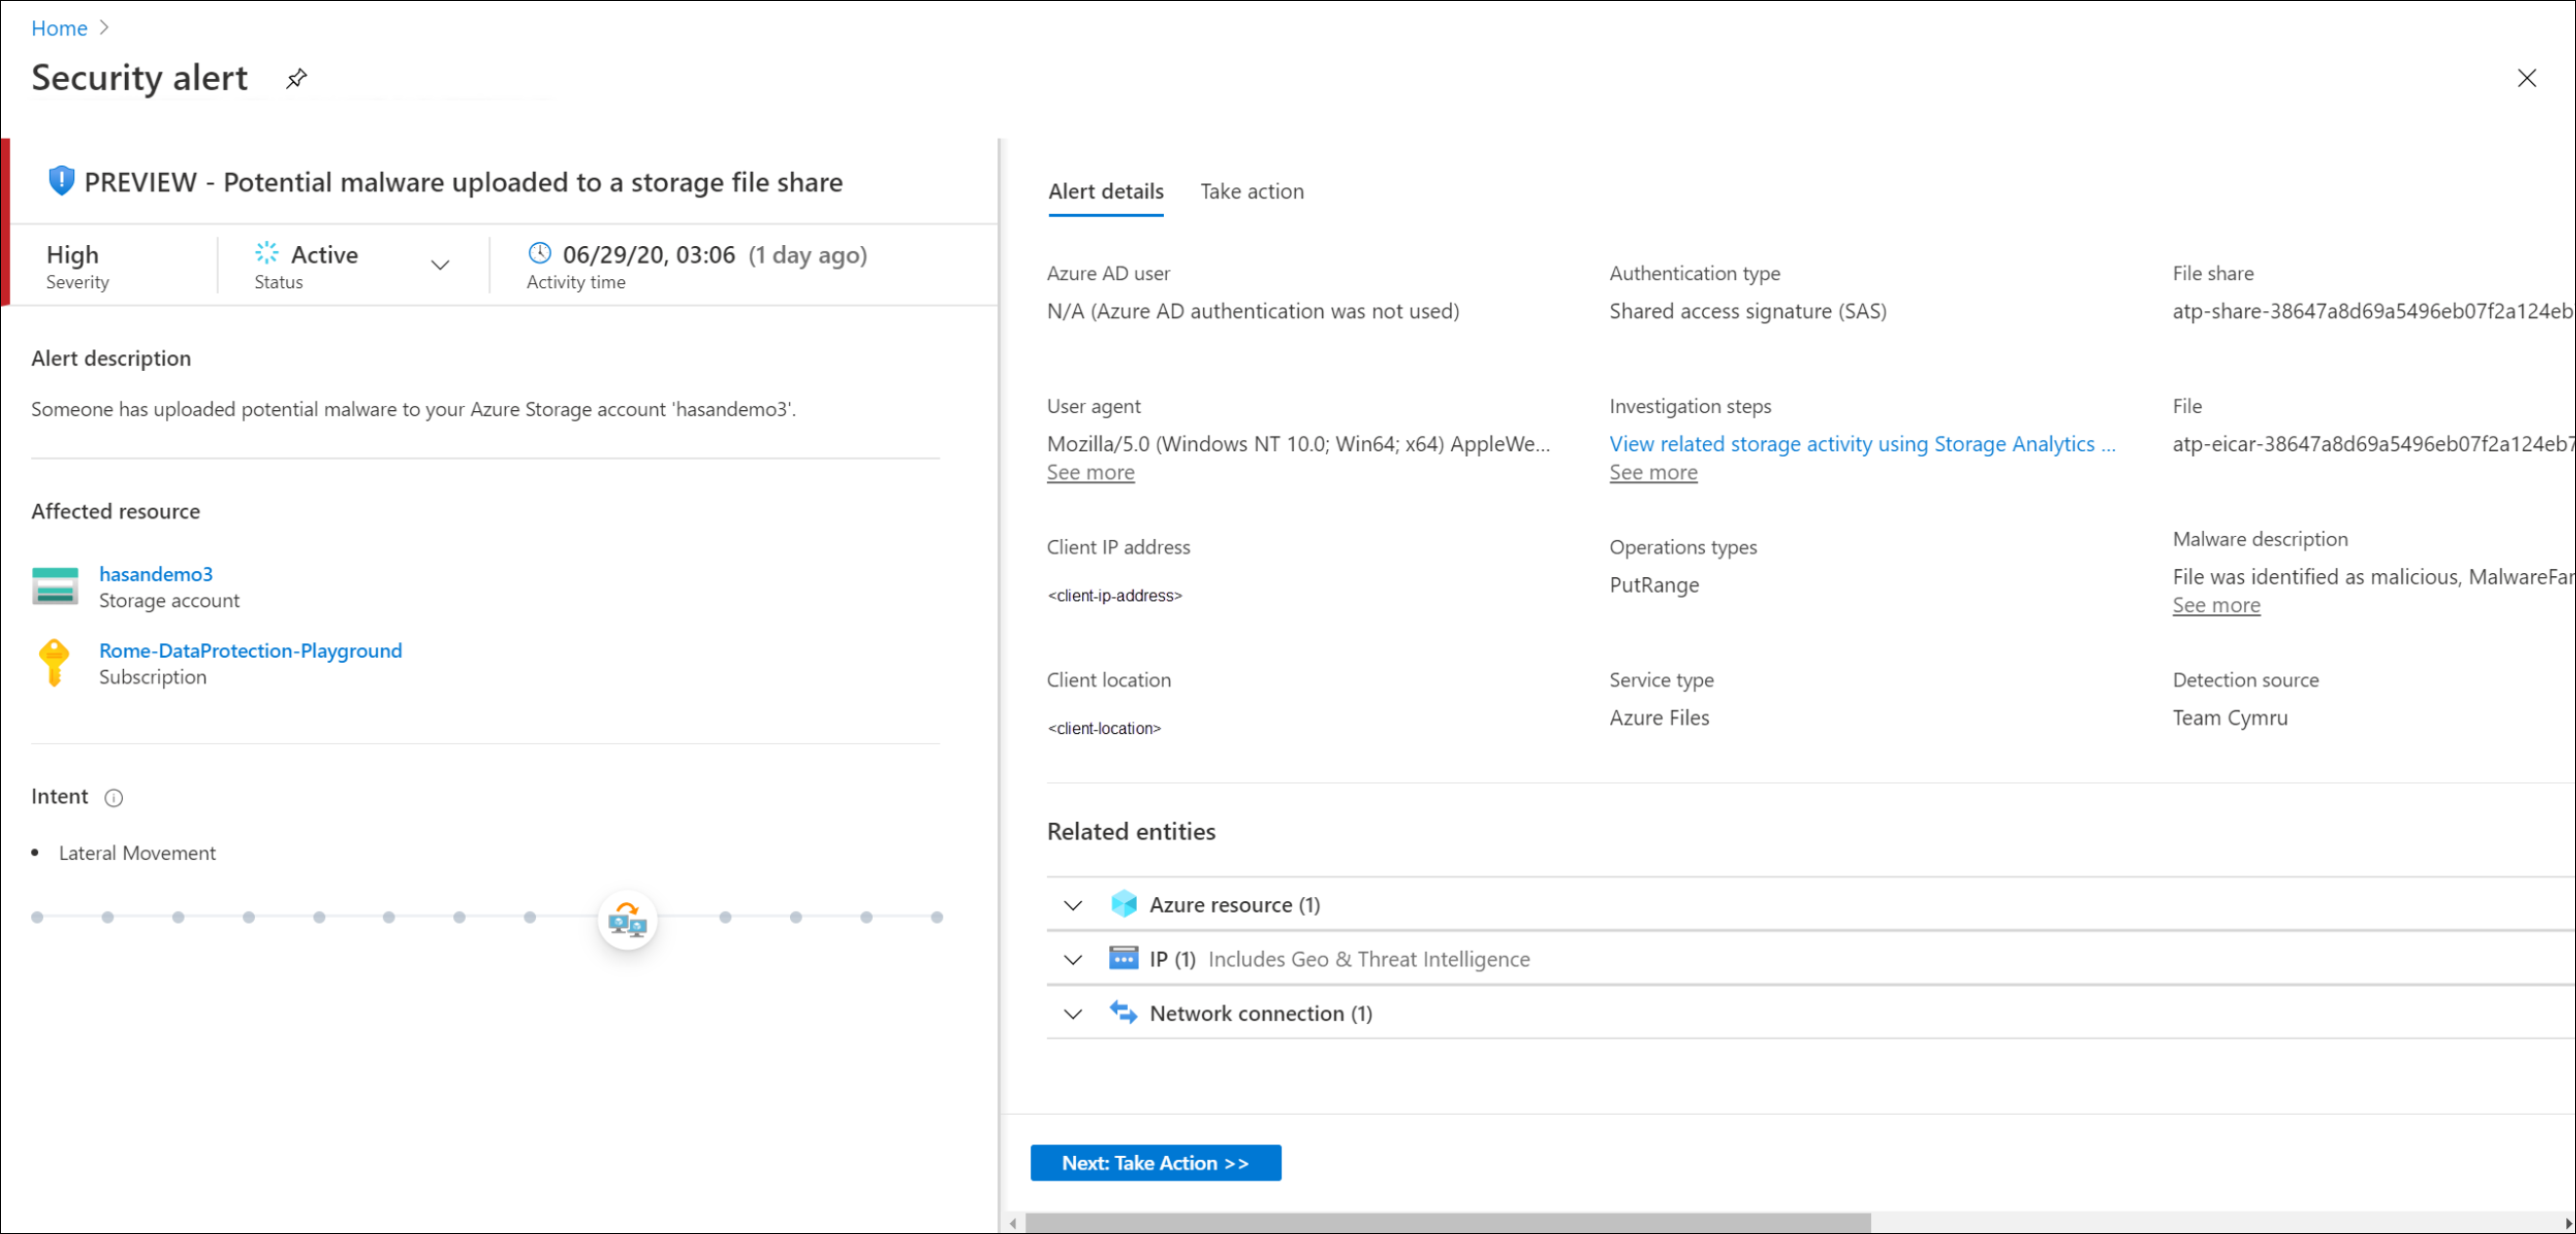 Home
Security alert
PREVIEW - Potential malware uploaded to a storage file share
High
Severity
Active
Status
06/29/20, 03:06 (1 day ago)
Activity time
Alert description
Someone has uploaded potential malware to your Azure Storage account 'hasandemo3'.
Affected resource
hasandemo3
Storage account
Rome-DataProtection-Playground
Subscription
Intent
• Lateral Movement
Alert details
Take action
Azure AD user
N/A (Azure AD authentication was not used)
Authentication type
Shared access signature (SAS)
File share
atp-share-38647a8d69a5496eb07f2a124eb
User agent
Mozilla/5.0 (Windows NT 10.0; Win64; x64) AppleWe...
See more
Investigation steps
View related storage activity using Storage Analytics ...
See more
File
atp-eicar-38647a8d69a5496eb07f2a124eb7
Client IP address
<client-ip-address>
Operations types
PutRange
Malware description
File was identified as malicious, MalwareFam
See more
Client location
<client-location>
Service type
Azure Files
Detection source
Team Cymru
Related entities
Azure resource (1)
IP (1) Includes Geo & Threat Intelligence
Network connection (1)
Next: Take Action >>